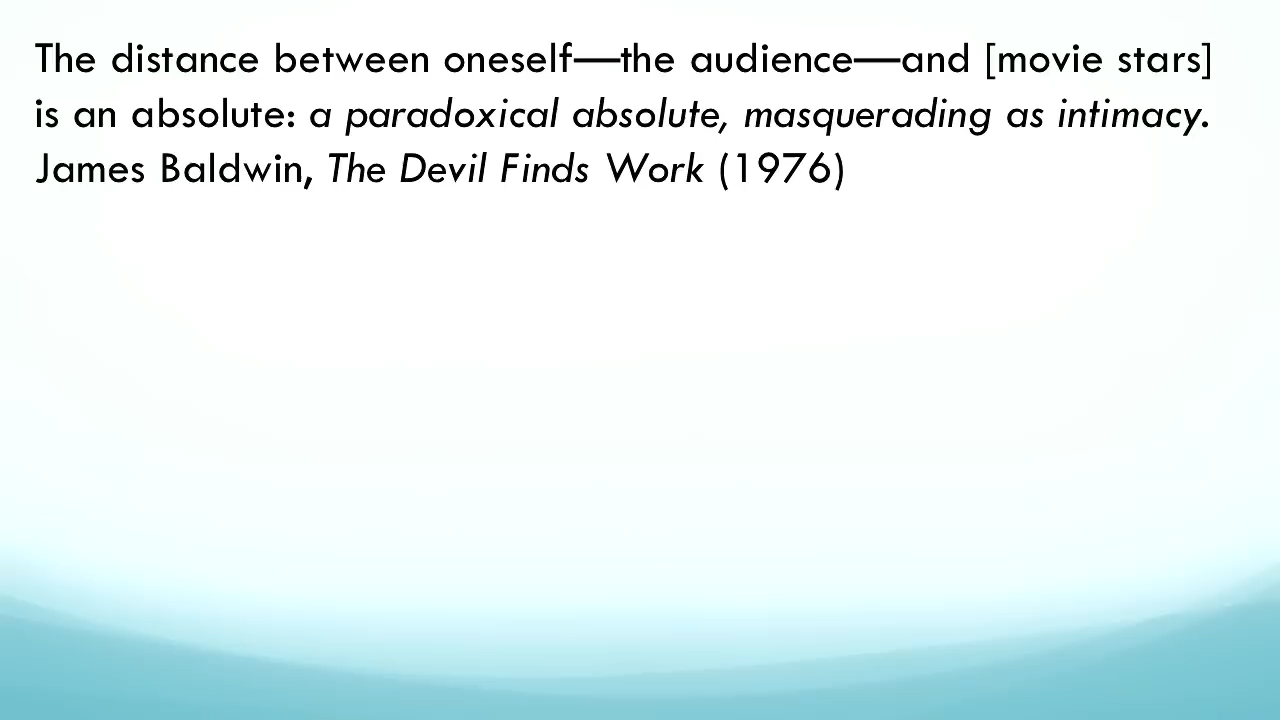 The distance between oneself—the audience—and [movie stars]
is an absolute: a paradoxical absolute, masquerading as intimacy.
James Baldwin, The Devil Finds Work (1976)